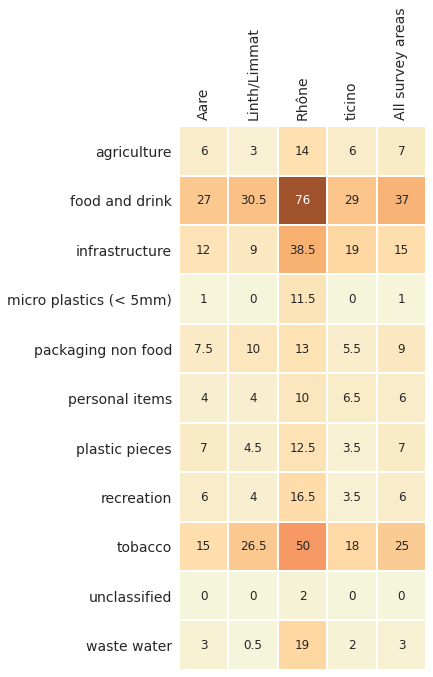 Aare Linth/Limmat Rhône ticino All survey areas
agriculture 6 3 14 6 7
food and drink 27 30.5 76 29 37
infrastructure 12 9 38.5 19 15
micro plastics (< 5mm) 1 0 11.5 0 1
packaging non food 7.5 10 13 5.5 9
personal items 4 4 10 6.5 6
plastic pieces 7 4.5 12.5 3.5 7
recreation 6 4 16.5 3.5 6
tobacco 15 26.5 50 18 25
unclassified 0 0 2 0 0
waste water 3 0.5 19 2 3